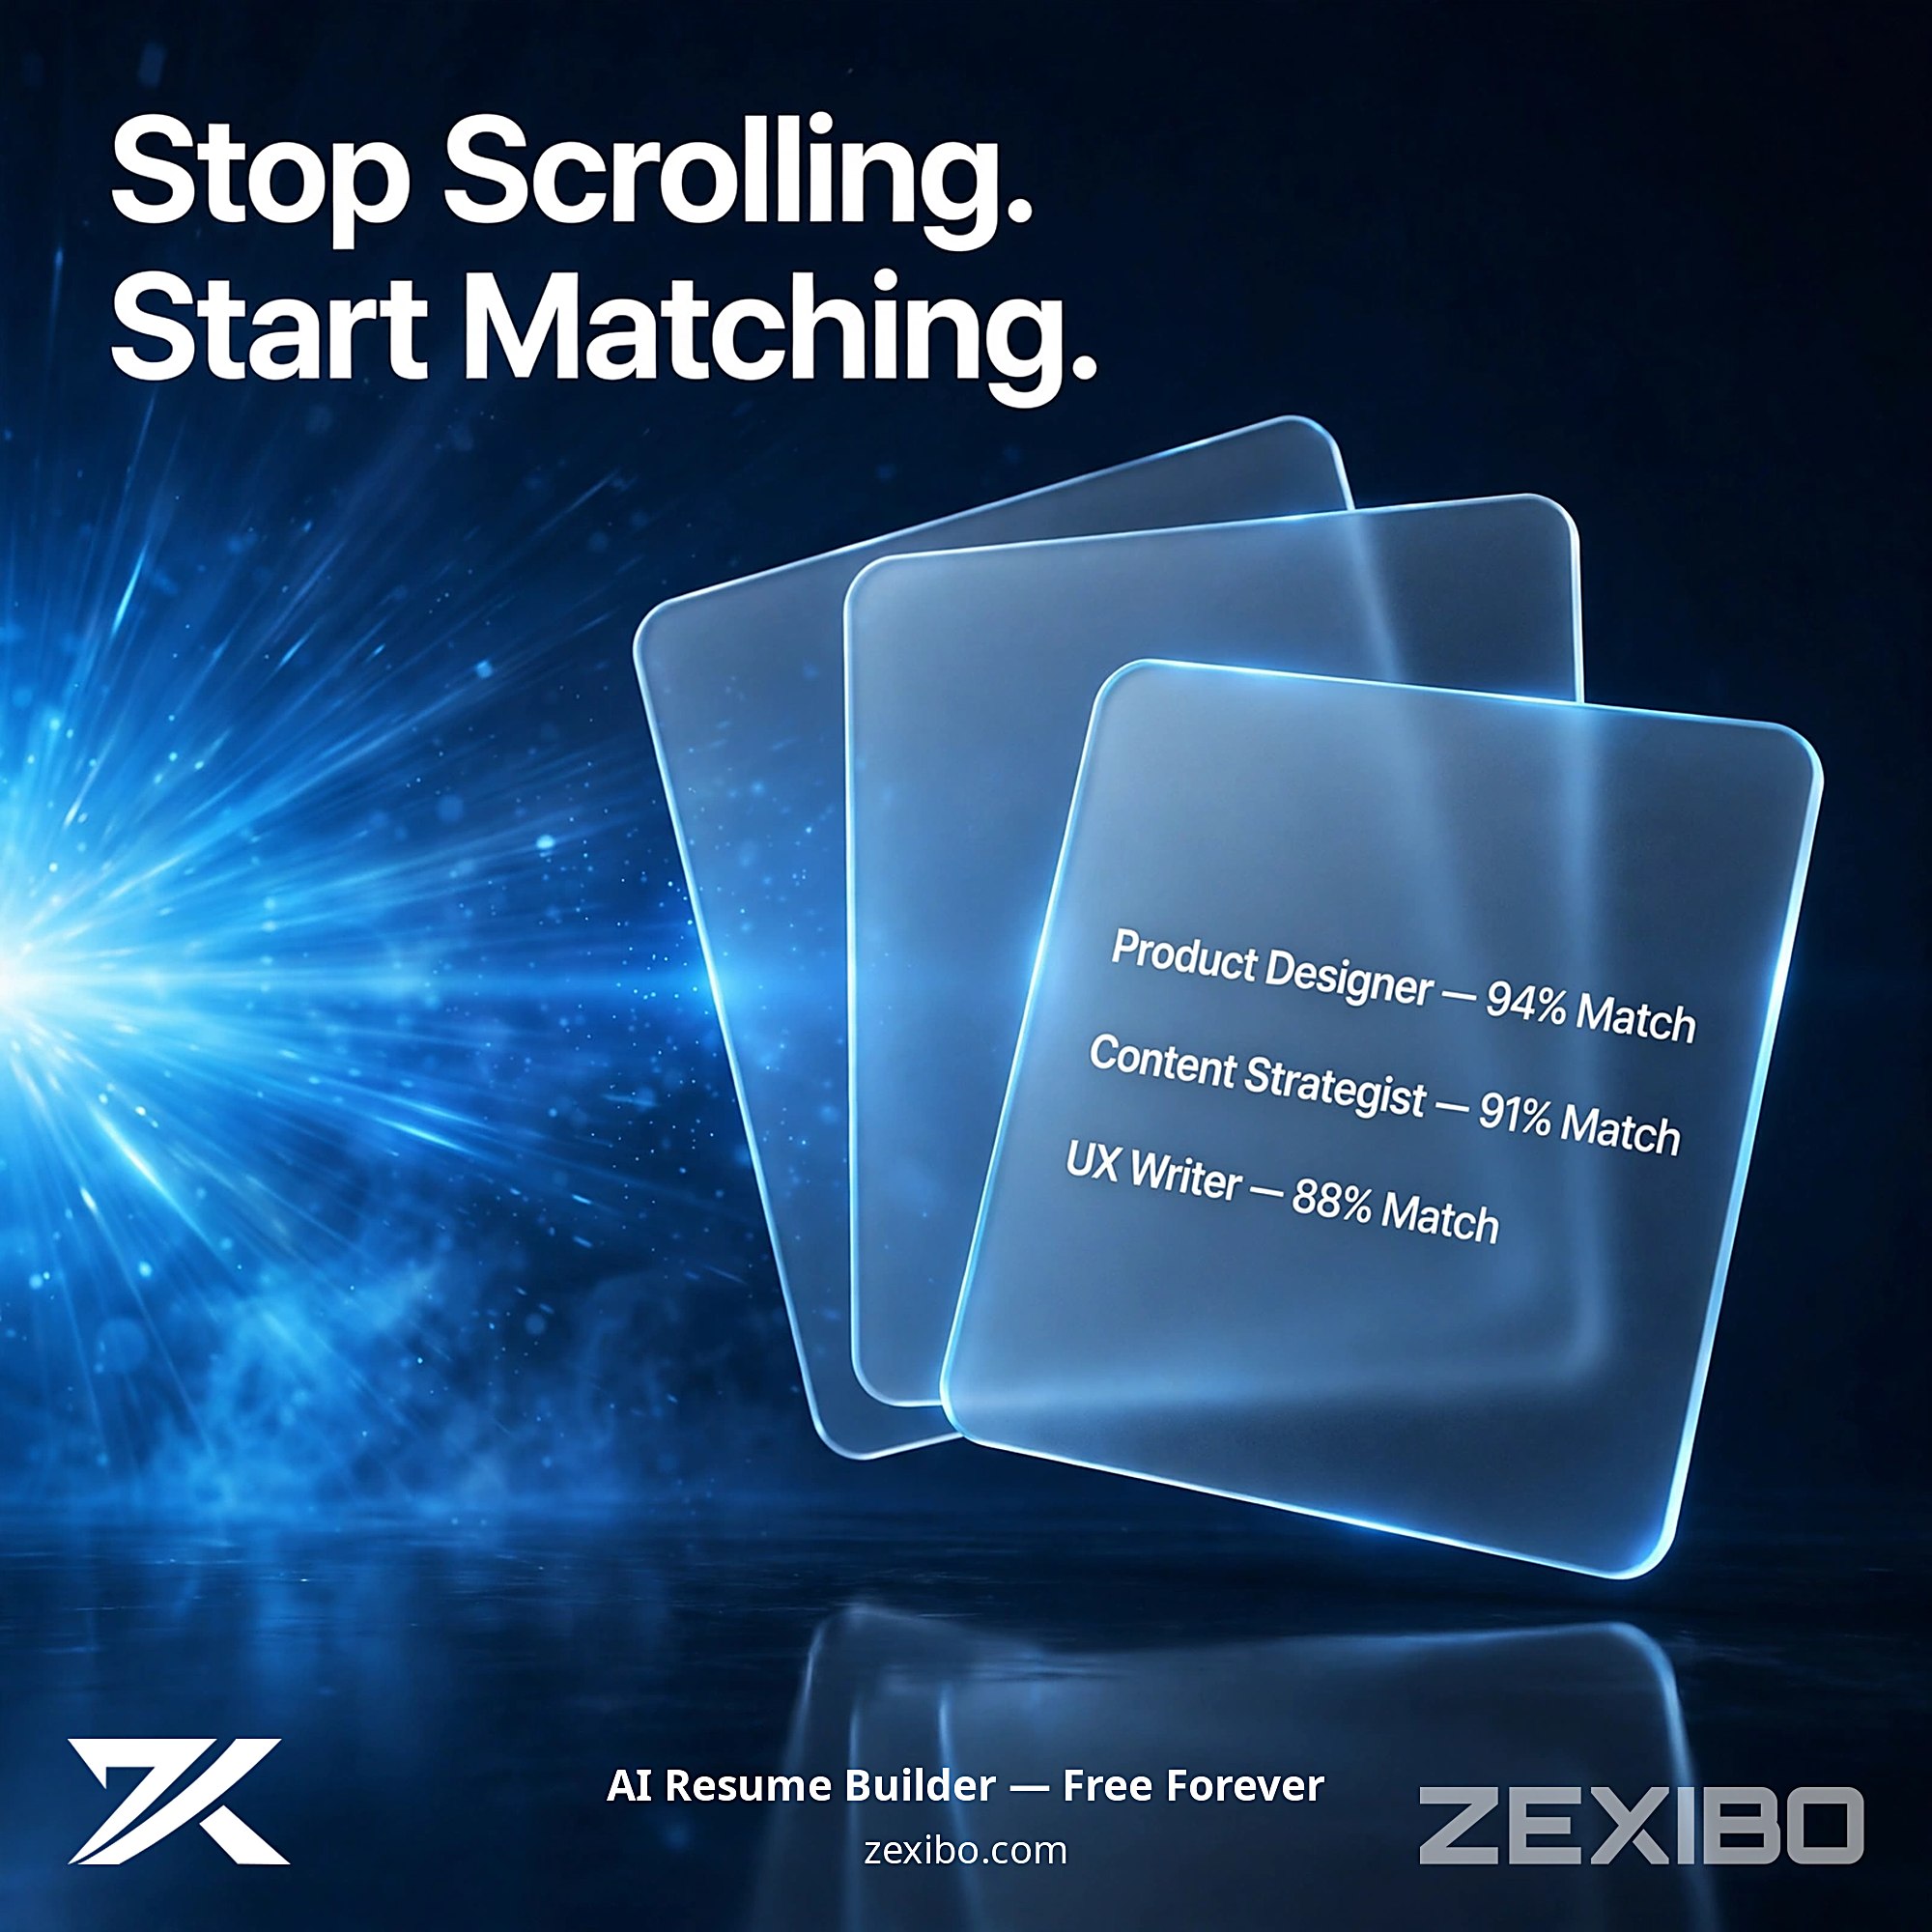 Stop Scrolling.
Start Matching.
Product Designer — 94% Match
Content Strategist — 91% Match
UX Writer — 88% Match
AI Resume Builder — Free Forever
zexibo.com
ZEXIBO